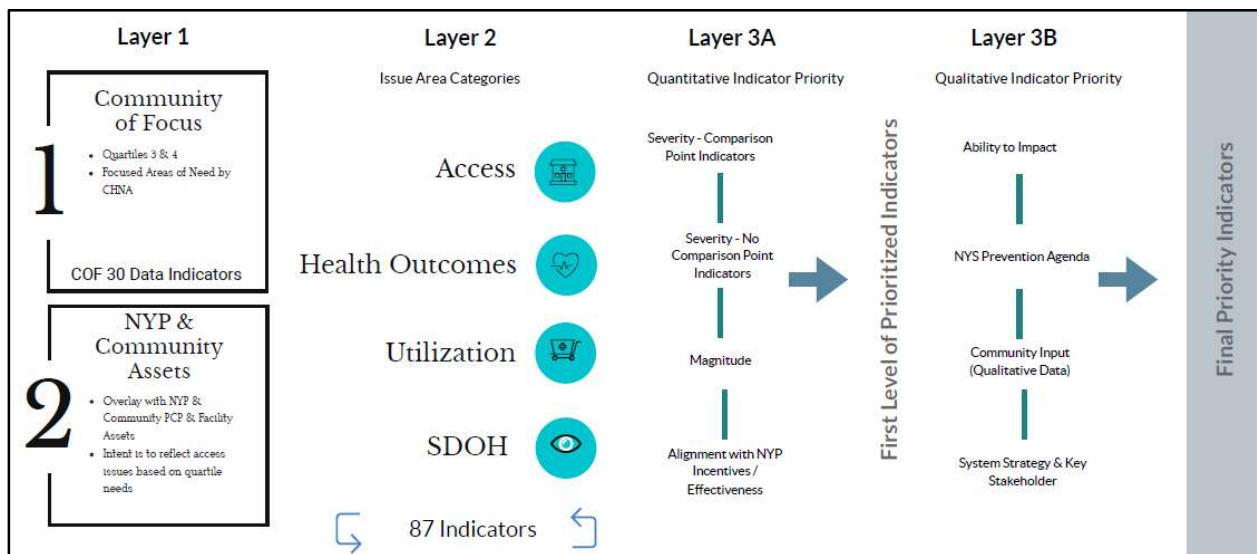 Layer 1
1
Community
of Focus
• Quartiles 3 & 4
• Focused Areas of Need by
CHNA
COF 30 Data Indicators
2
NYP &
Community
Assets
• Overlay with NYP &
Community PCP & Facility
Assets
• Intent is to reflect access
issues based on quartile
needs
Layer 2
Issue Area Categories
Access
Health Outcomes
Utilization
SDOH
87 Indicators
Layer 3A
Quantitative Indicator Priority
Severity - Comparison
Point Indicators
Severity - No
Comparison Point
Indicators
Magnitude
Alignment with NYP
Incentives /
Effectiveness
First Level of Prioritized Indicators
Layer 3B
Qualitative Indicator Priority
Ability to Impact
NYS Prevention Agenda
Community Input
(Qualitative Data)
System Strategy & Key
Stakeholder
Final Priority Indicators